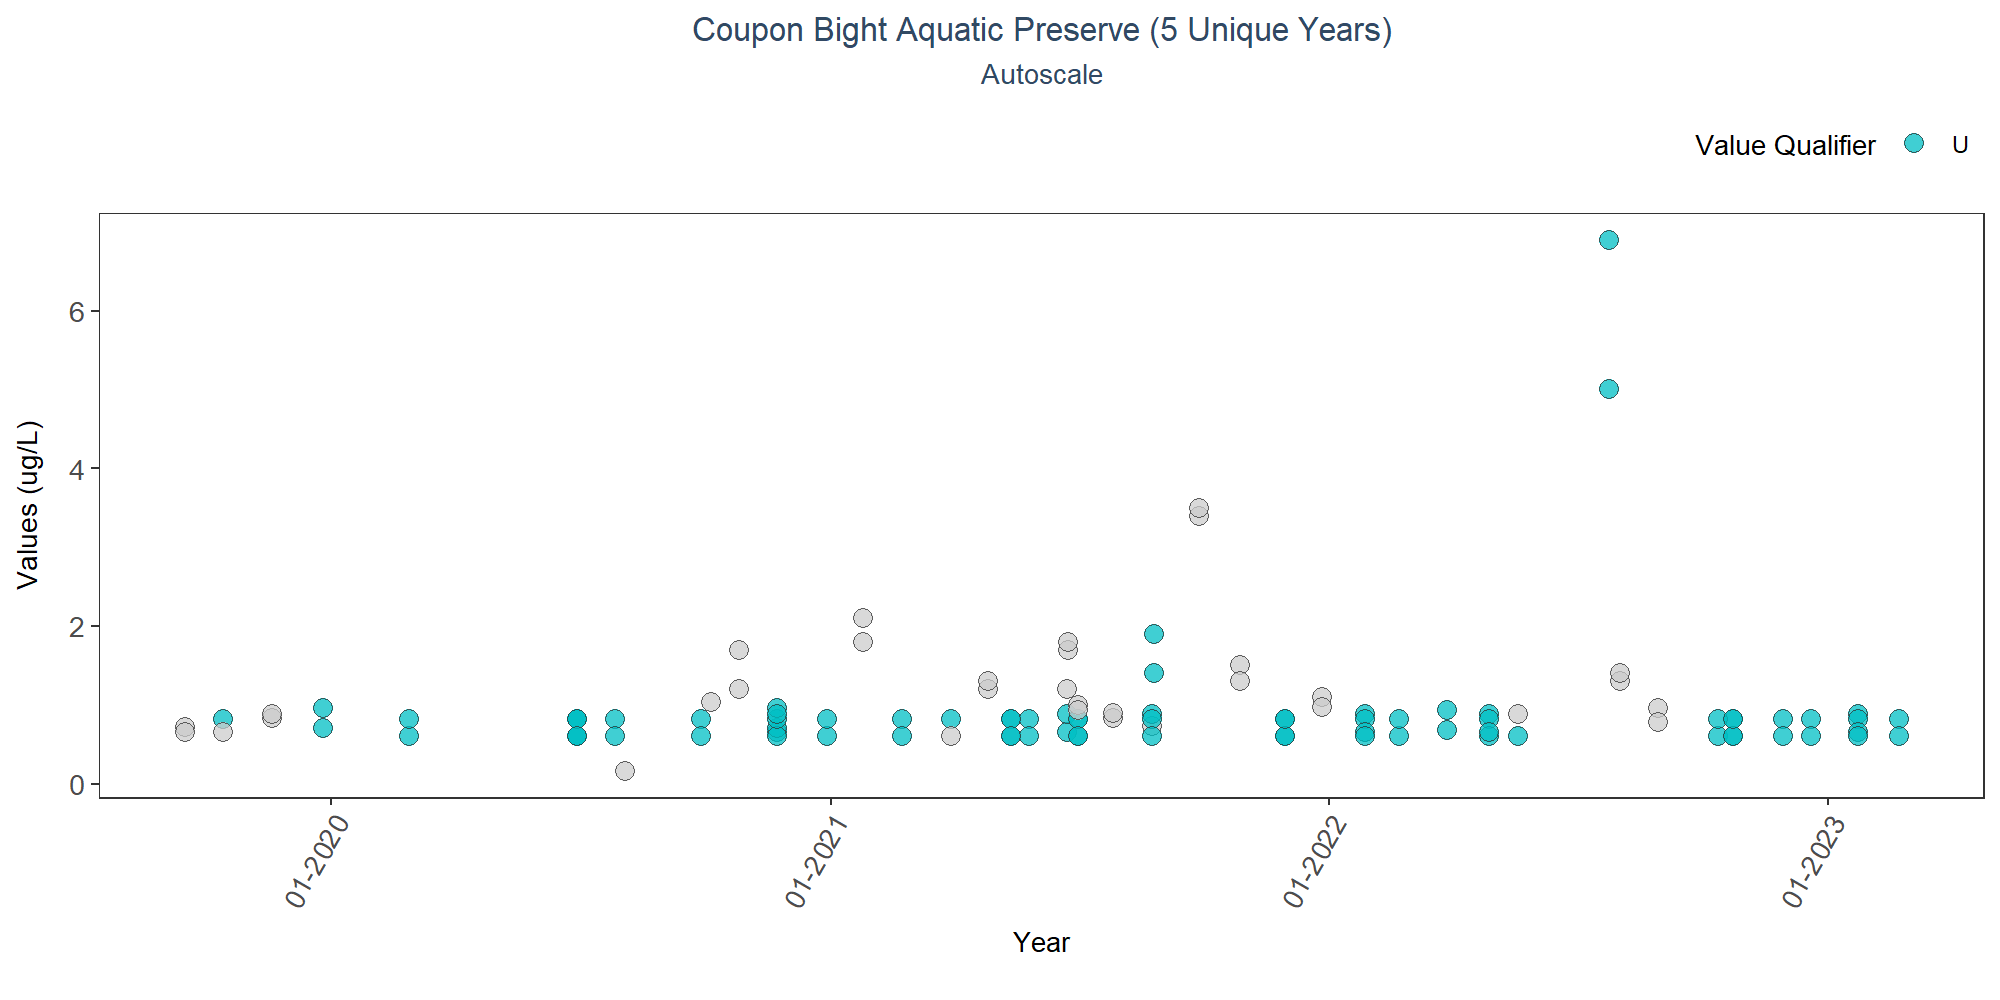 Coupon Bight Aquatic Preserve (5 Unique Years)
Autoscale
Value Qualifier U
Values (ug/L)
6
4
2
0
01-2020 01-2021 01-2022 01-2023
Year